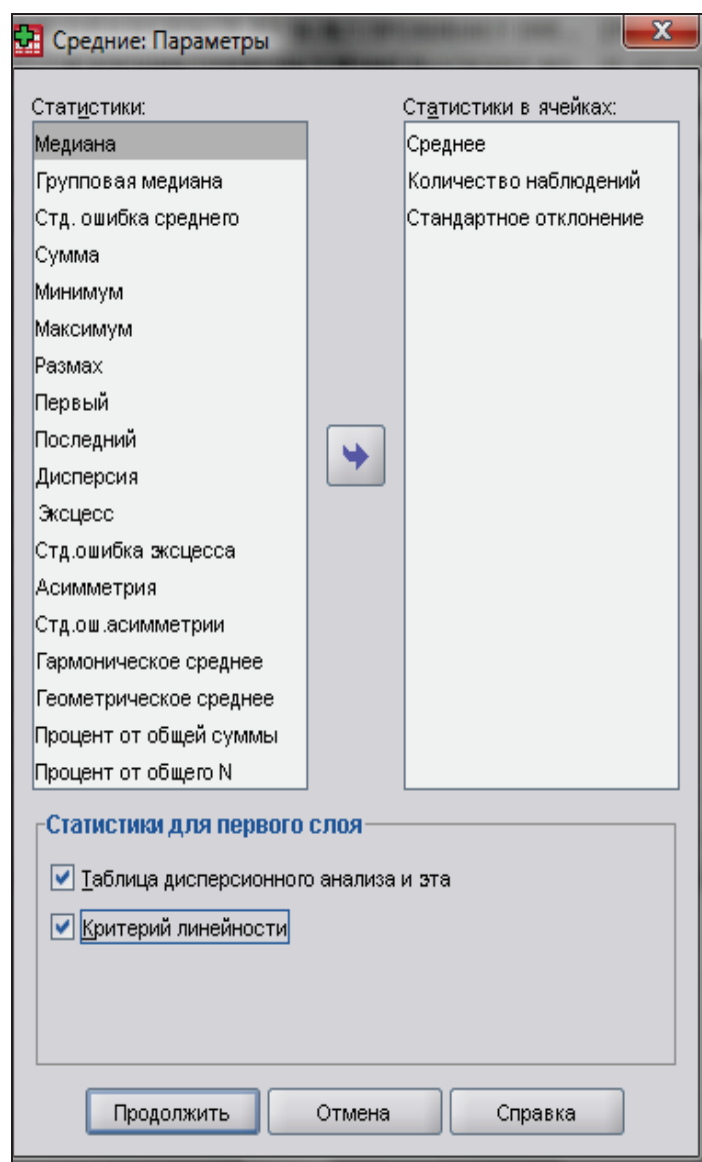 Средние: Параметры
Статистики:
Медиана
Групповая медиана
Стд. ошибка среднего
Сумма
Минимум
Максимум
Размах
Первый
Последний
Дисперсия
Эксцесс
Стд.ошибка эксцесса
Асимметрия
Стд.ош.асимметрии
Гармоническое среднее
Геометрическое среднее
Процент от общей суммы
Процент от общего N
Статистики в ячейках:
Среднее
Количество наблюдений
Стандартное отклонение
Статистики для первого слоя
Таблица дисперсионного анализа и эта
Критерий линейности
Продолжить
Отмена
Справка